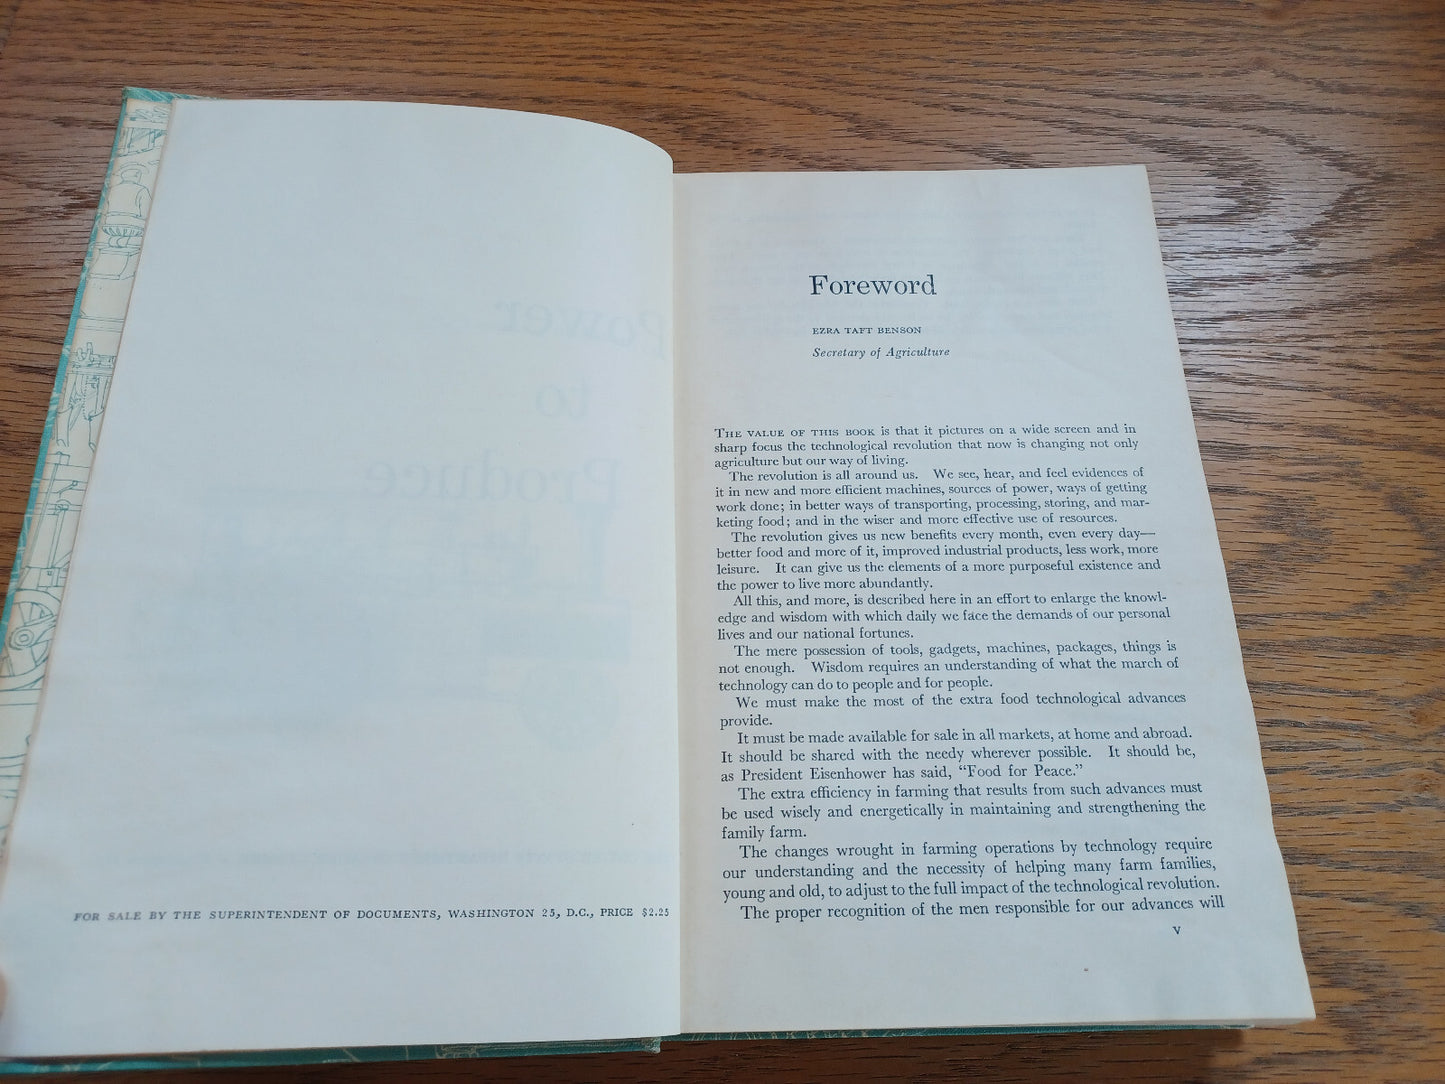 FOR SALE BY THE SUPERINTENDENT OF DOCUMENTS, WASHINGTON 25, D.C., PRICE $2.25
Foreword
EZRA TAFT BENSON
Secretary of Agriculture
THE VALUE OF THIS BOOK is that it pictures on a wide screen and in
sharp focus the technological revolution that now is changing not only
agriculture but our way of living.
The revolution is all around us. We see, hear, and feel evidences of
it in new and more efficient machines, sources of power, ways of getting
work done; in better ways of transporting, processing, storing, and mar-
keting food; and in the wiser and more effective use of resources.
The revolution gives us new benefits every month, even every day—
better food and more of it, improved industrial products, less work, more
leisure. It can give us the elements of a more purposeful existence and
the power to live more abundantly.
All this, and more, is described here in an effort to enlarge the knowl-
edge and wisdom with which daily we face the demands of our personal
lives and our national fortunes.
The mere possession of tools, gadgets, machines, packages, things is
not enough. Wisdom requires an understanding of what the march of
technology can do to people and for people.
We must make the most of the extra food technological advances
provide.
It must be made available for sale in all markets, at home and abroad.
It should be shared with the needy wherever possible. It should be,
as President Eisenhower has said, "Food for Peace."
The extra efficiency in farming that results from such advances must
be used wisely and energetically in maintaining and strengthening the
family farm.
The changes wrought in farming operations by technology require
our understanding and the necessity of helping many farm families,
young and old, to adjust to the full impact of the technological revolution.
The proper recognition of the men responsible for our advances will
V
Power
to
Produce